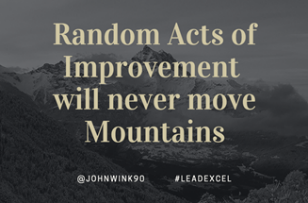 Random Acts of
Improvement
will never move
Mountains
@JOHNWINK90 #LEADEXCEL